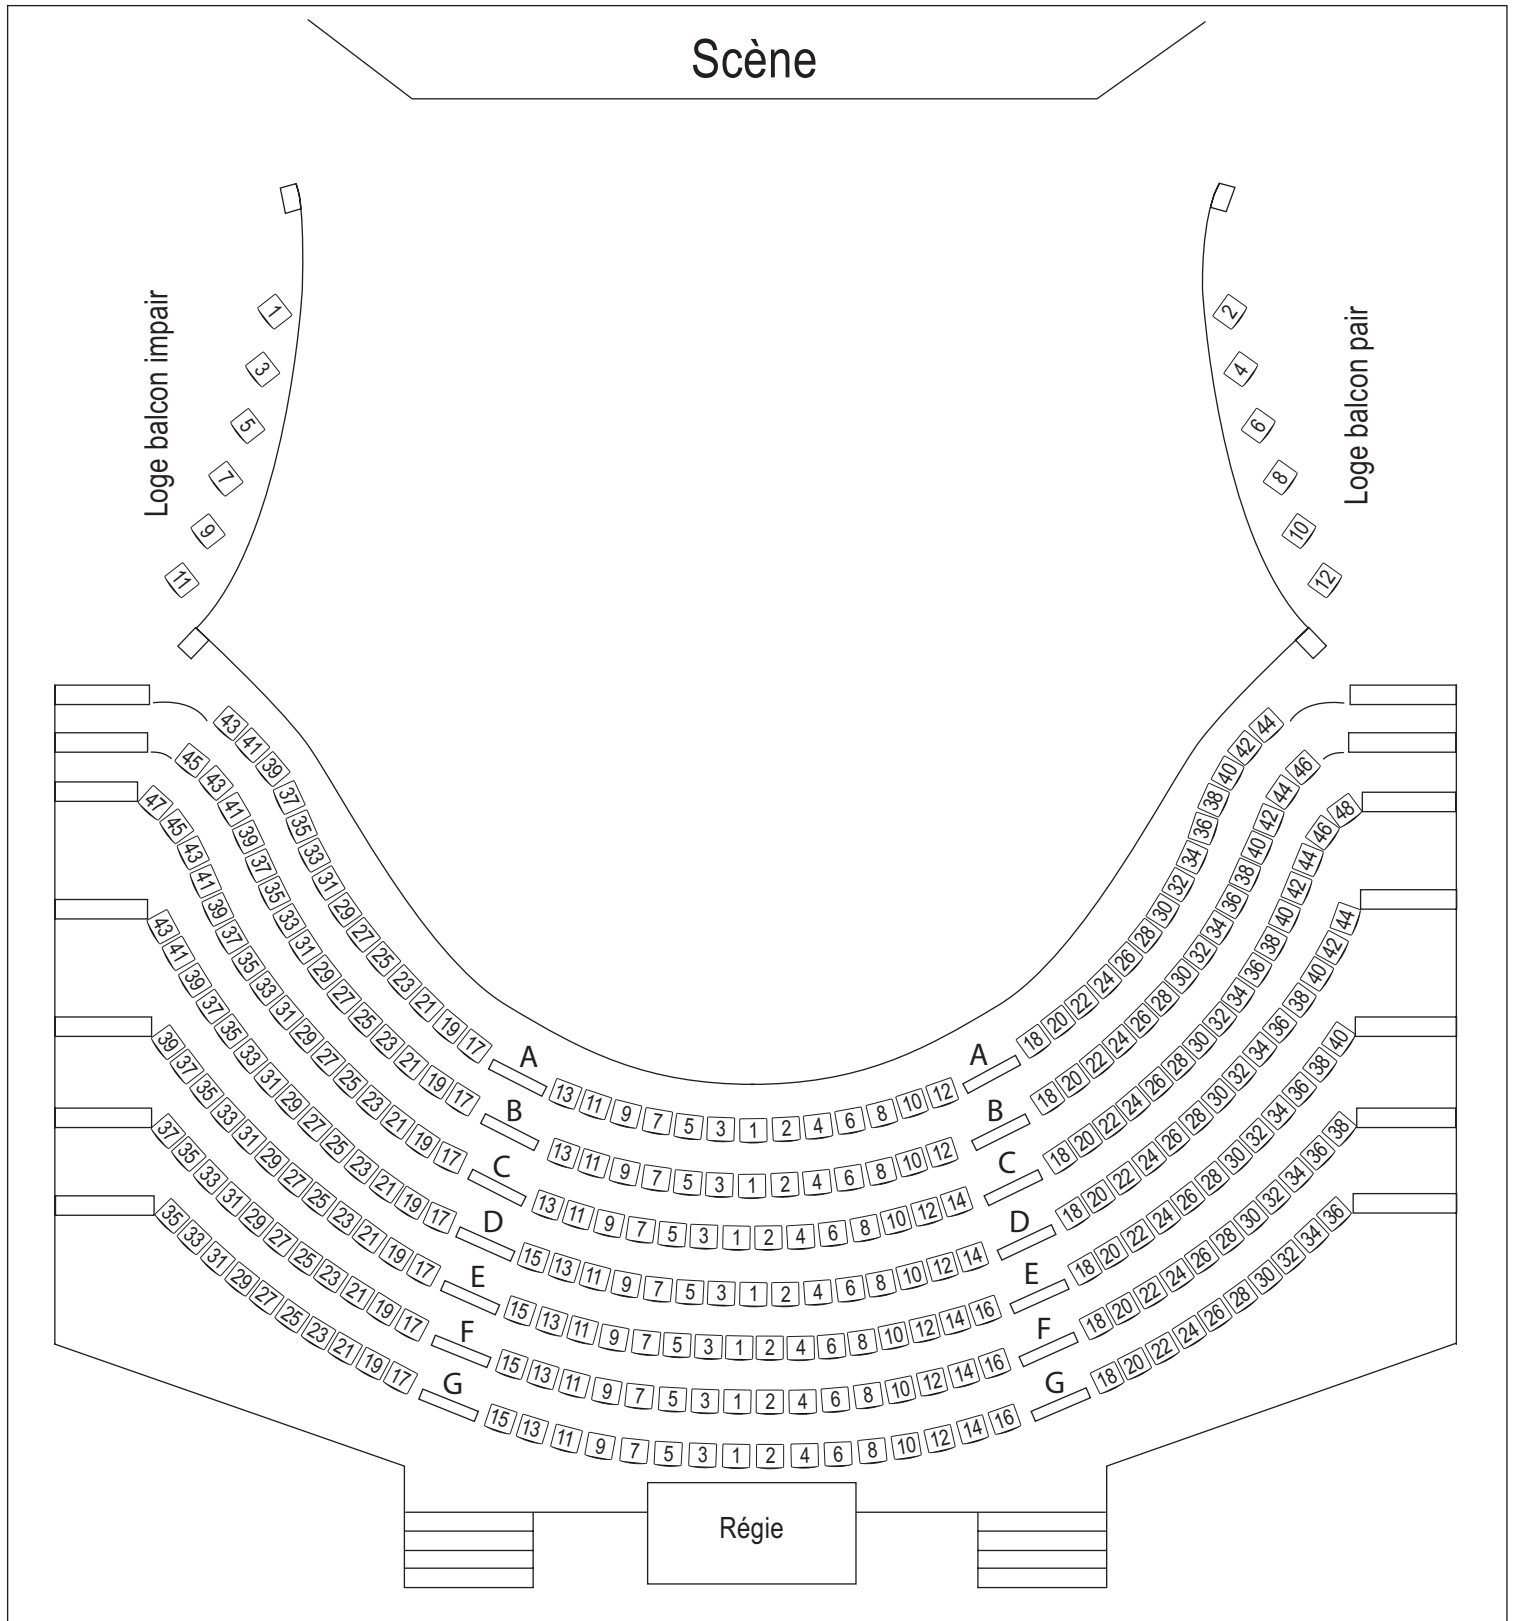 Scène
Loge balcon impair
Loge balcon pair
1
3
5
7
9
11
2
4
6
8
10
12
43 41 39 37 35 33 31 29 27 25 23 21 19 17 A 13 11 9 7 5 3 1 2 4 6 8 10 12 A 18 20 22 24 26 28 30 32 34 36 38 40 42 44
45 43 41 39 37 35 33 31 29 27 25 23 21 19 17 B 13 11 9 7 5 3 1 2 4 6 8 10 12 B 18 20 22 24 26 28 30 32 34 36 38 40 42 44 46
47 45 43 41 39 37 35 33 31 29 27 25 23 21 19 17 C 13 11 9 7 5 3 1 2 4 6 8 10 12 14 C 18 20 22 24 26 28 30 32 34 36 38 40 42 44 46 48
43 41 39 37 35 33 31 29 27 25 23 21 19 17 D 15 13 11 9 7 5 3 1 2 4 6 8 10 12 14 D 18 20 22 24 26 28 30 32 34 36 38 40 42 44
39 37 35 33 31 29 27 25 23 21 19 17 E 15 13 11 9 7 5 3 1 2 4 6 8 10 12 14 16 E 18 20 22 24 26 28 30 32 34 36 38 40
37 35 33 31 29 27 25 23 21 19 17 F 15 13 11 9 7 5 3 1 2 4 6 8 10 12 14 16 F 18 20 22 24 26 28 30 32 34 36 38
35 33 31 29 27 25 23 21 19 17 G 15 13 11 9 7 5 3 1 2 4 6 8 10 12 14 16 G 18 20 22 24 26 28 30 32 34 36
Régie